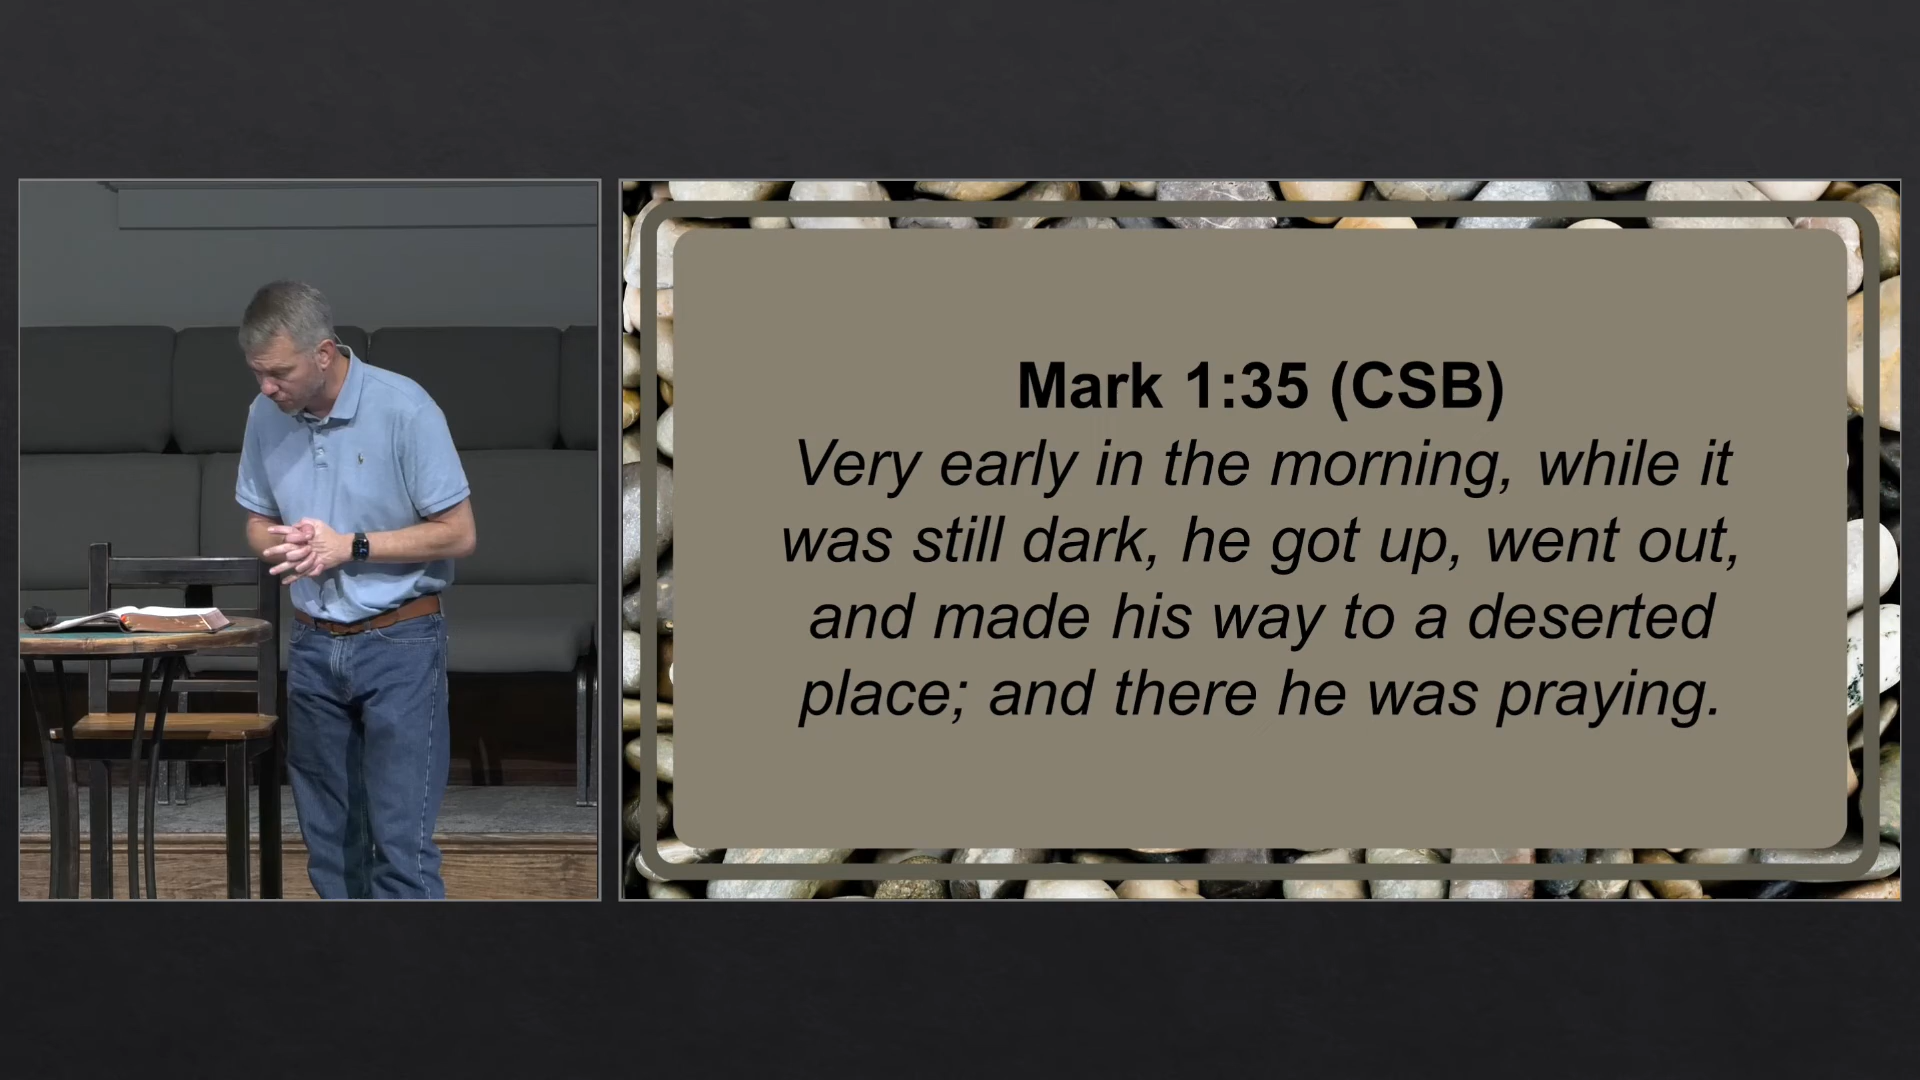 Mark 1:35 (CSB)
Very early in the morning, while it
was still dark, he got up, went out,
and made his way to a deserted
place; and there he was praying.